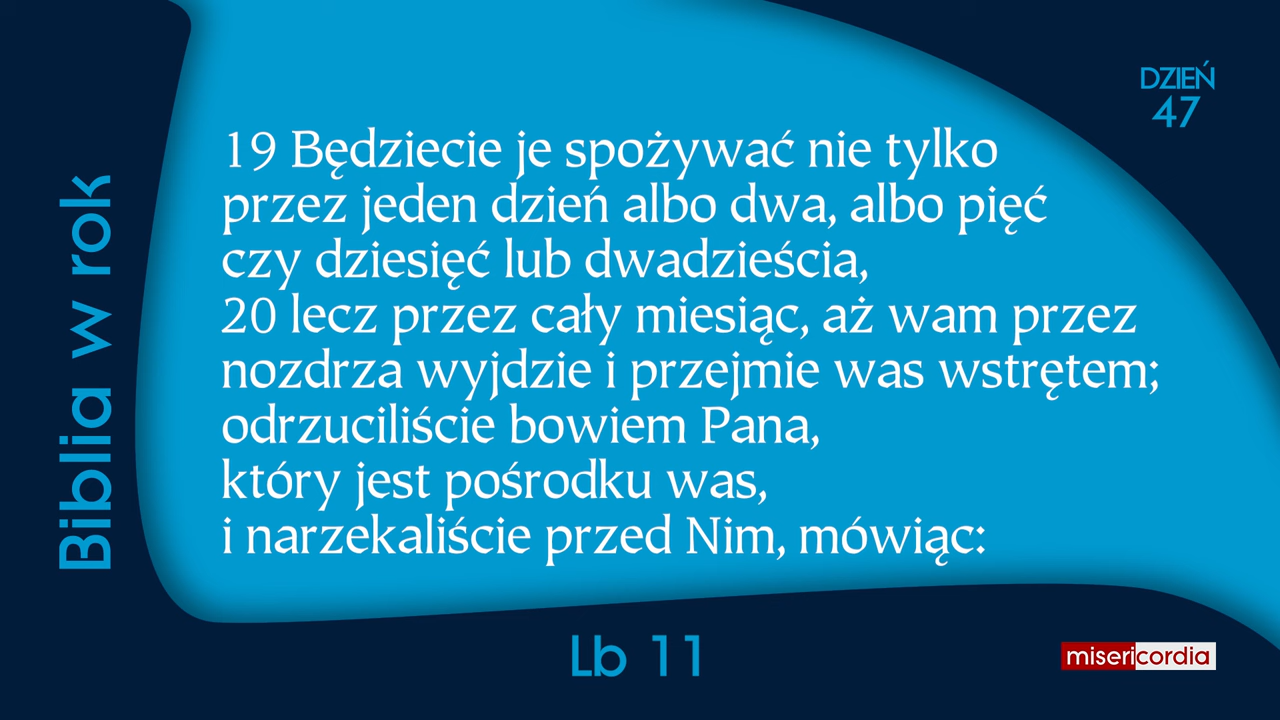 DZIEŃ
47
Biblia w rok
19 Będziecie je spożywać nie tylko
przez jeden dzień albo dwa, albo pięć
czy dziesięć lub dwadzieścia,
20 lecz przez cały miesiąc, aż wam przez
nozdrza wyjdzie i przejmie was wstrętem;
odrzuciliście bowiem Pana,
który jest pośrodku was,
i narzekaliście przed Nim, mówiąc:
Lb 11
misericordia